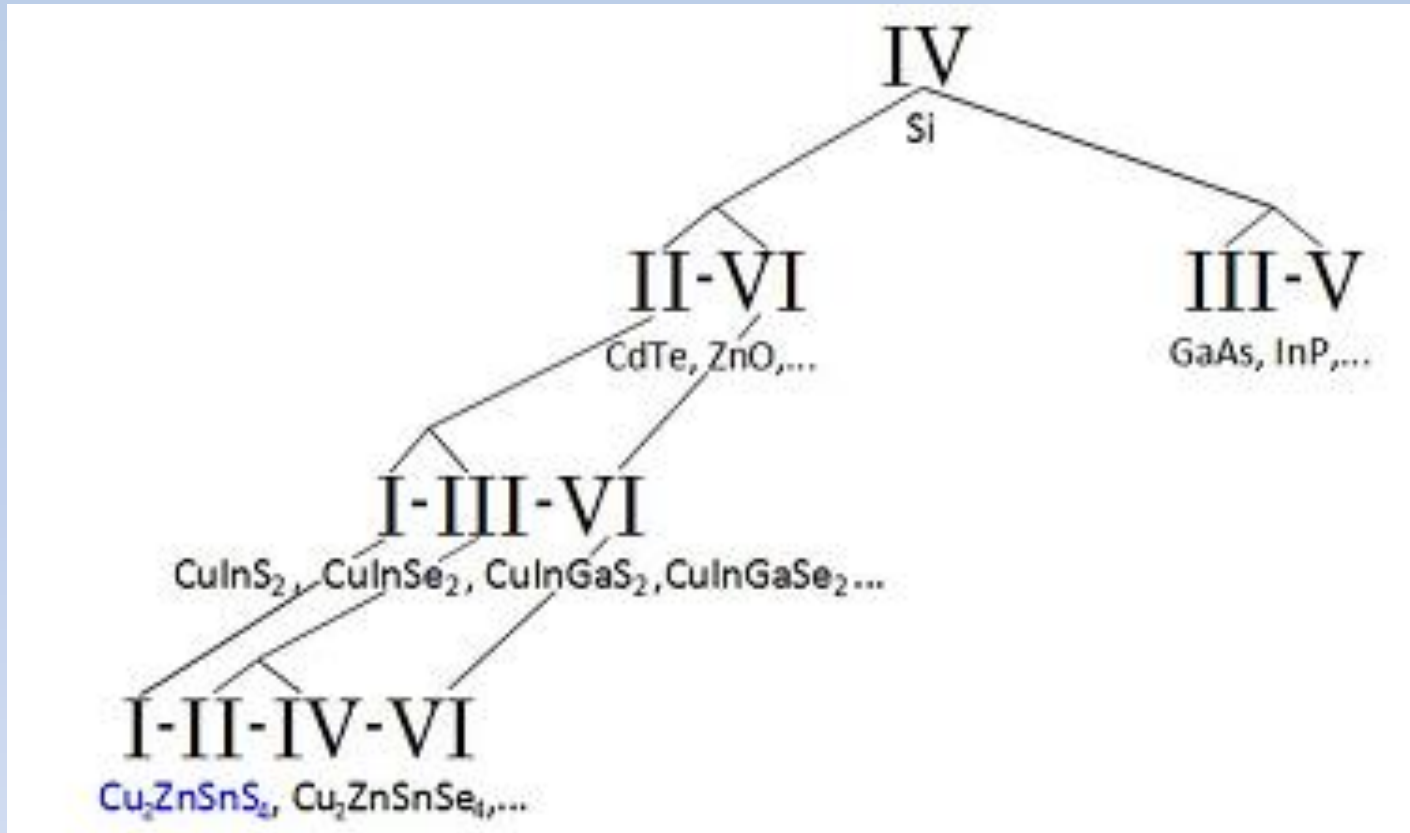 IV
Si
II-VI
III-V
CdTe, ZnO,...
GaAs, InP,...
I-III-VI
CuInS₂, CuInSe₂, CuInGaS₂,CuInGaSe₂...
I-II-IV-VI
Cu₂ZnSnS₄, Cu₂ZnSnSe₄,...